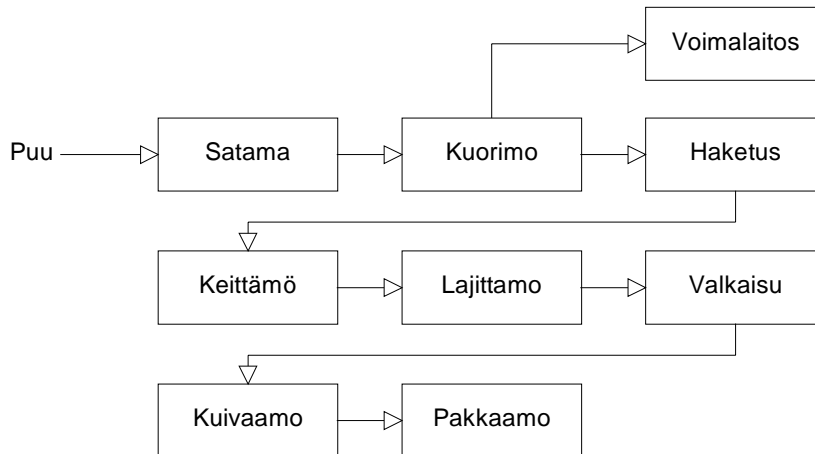 Voimalaitos
Puu
Satama
Kuorimo
Haketus
Keittämö
Lajittamo
Valkaisu
Kuivaamo
Pakkaamo